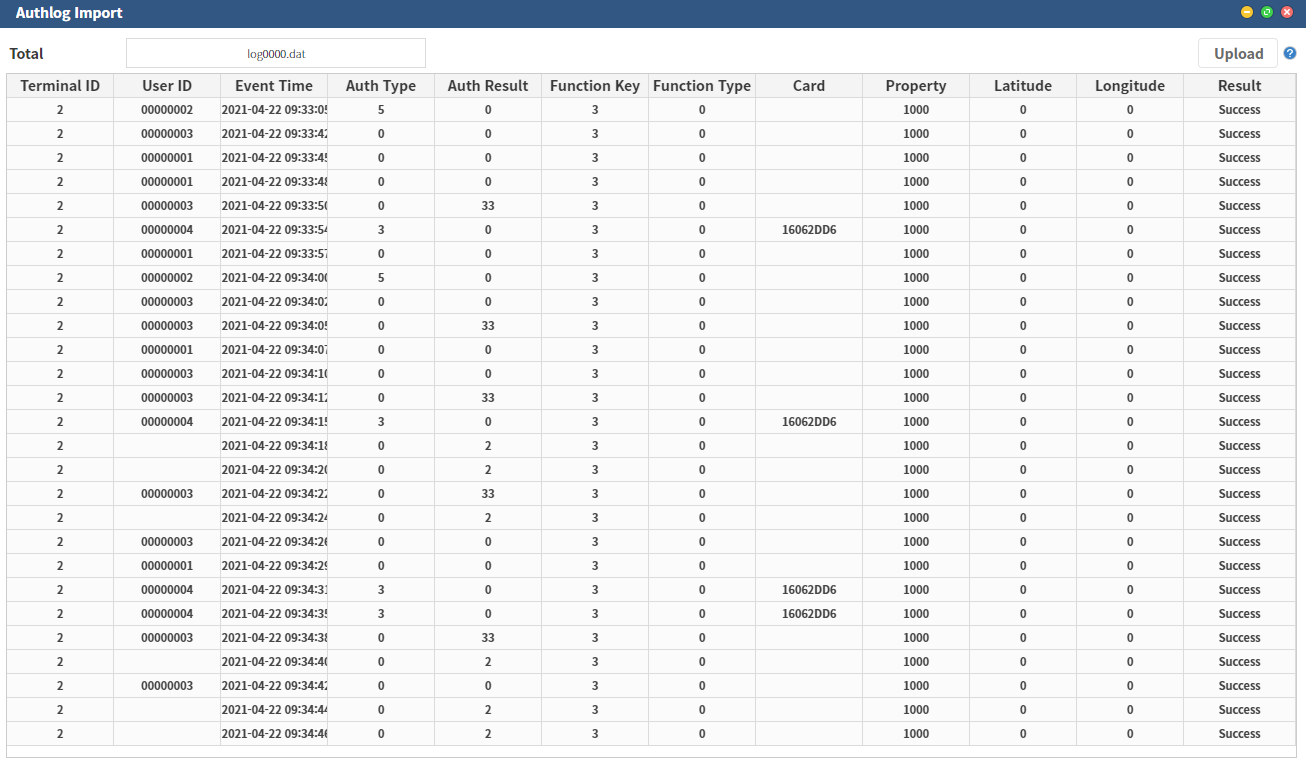 Authlog Import
Total log0000.dat Upload
Terminal ID User ID Event Time Auth Type Auth Result Function Key Function Type Card Property Latitude Longitude Result
2 00000002 2021-04-22 09:33:05 5 0 3 0 1000 0 0 Success
2 00000003 2021-04-22 09:33:42 0 0 3 0 1000 0 0 Success
2 00000001 2021-04-22 09:33:45 0 0 3 0 1000 0 0 Success
2 00000001 2021-04-22 09:33:48 0 0 3 0 1000 0 0 Success
2 00000003 2021-04-22 09:33:50 0 33 3 0 1000 0 0 Success
2 00000004 2021-04-22 09:33:54 3 0 3 0 16062DD6 1000 0 0 Success
2 00000001 2021-04-22 09:33:57 0 0 3 0 1000 0 0 Success
2 00000002 2021-04-22 09:34:00 5 0 3 0 1000 0 0 Success
2 00000003 2021-04-22 09:34:02 0 0 3 0 1000 0 0 Success
2 00000003 2021-04-22 09:34:05 0 33 3 0 1000 0 0 Success
2 00000001 2021-04-22 09:34:07 0 0 3 0 1000 0 0 Success
2 00000003 2021-04-22 09:34:10 0 0 3 0 1000 0 0 Success
2 00000003 2021-04-22 09:34:12 0 33 3 0 1000 0 0 Success
2 00000004 2021-04-22 09:34:15 3 0 3 0 16062DD6 1000 0 0 Success
2 2021-04-22 09:34:18 0 2 3 0 1000 0 0 Success
2 2021-04-22 09:34:20 0 2 3 0 1000 0 0 Success
2 00000003 2021-04-22 09:34:22 0 33 3 0 1000 0 0 Success
2 2021-04-22 09:34:24 0 2 3 0 1000 0 0 Success
2 00000003 2021-04-22 09:34:26 0 0 3 0 1000 0 0 Success
2 00000001 2021-04-22 09:34:29 0 0 3 0 1000 0 0 Success
2 00000004 2021-04-22 09:34:31 3 0 3 0 16062DD6 1000 0 0 Success
2 00000004 2021-04-22 09:34:35 3 0 3 0 16062DD6 1000 0 0 Success
2 00000003 2021-04-22 09:34:38 0 33 3 0 1000 0 0 Success
2 2021-04-22 09:34:40 0 2 3 0 1000 0 0 Success
2 00000003 2021-04-22 09:34:42 0 0 3 0 1000 0 0 Success
2 2021-04-22 09:34:44 0 2 3 0 1000 0 0 Success
2 2021-04-22 09:34:46 0 2 3 0 1000 0 0 Success